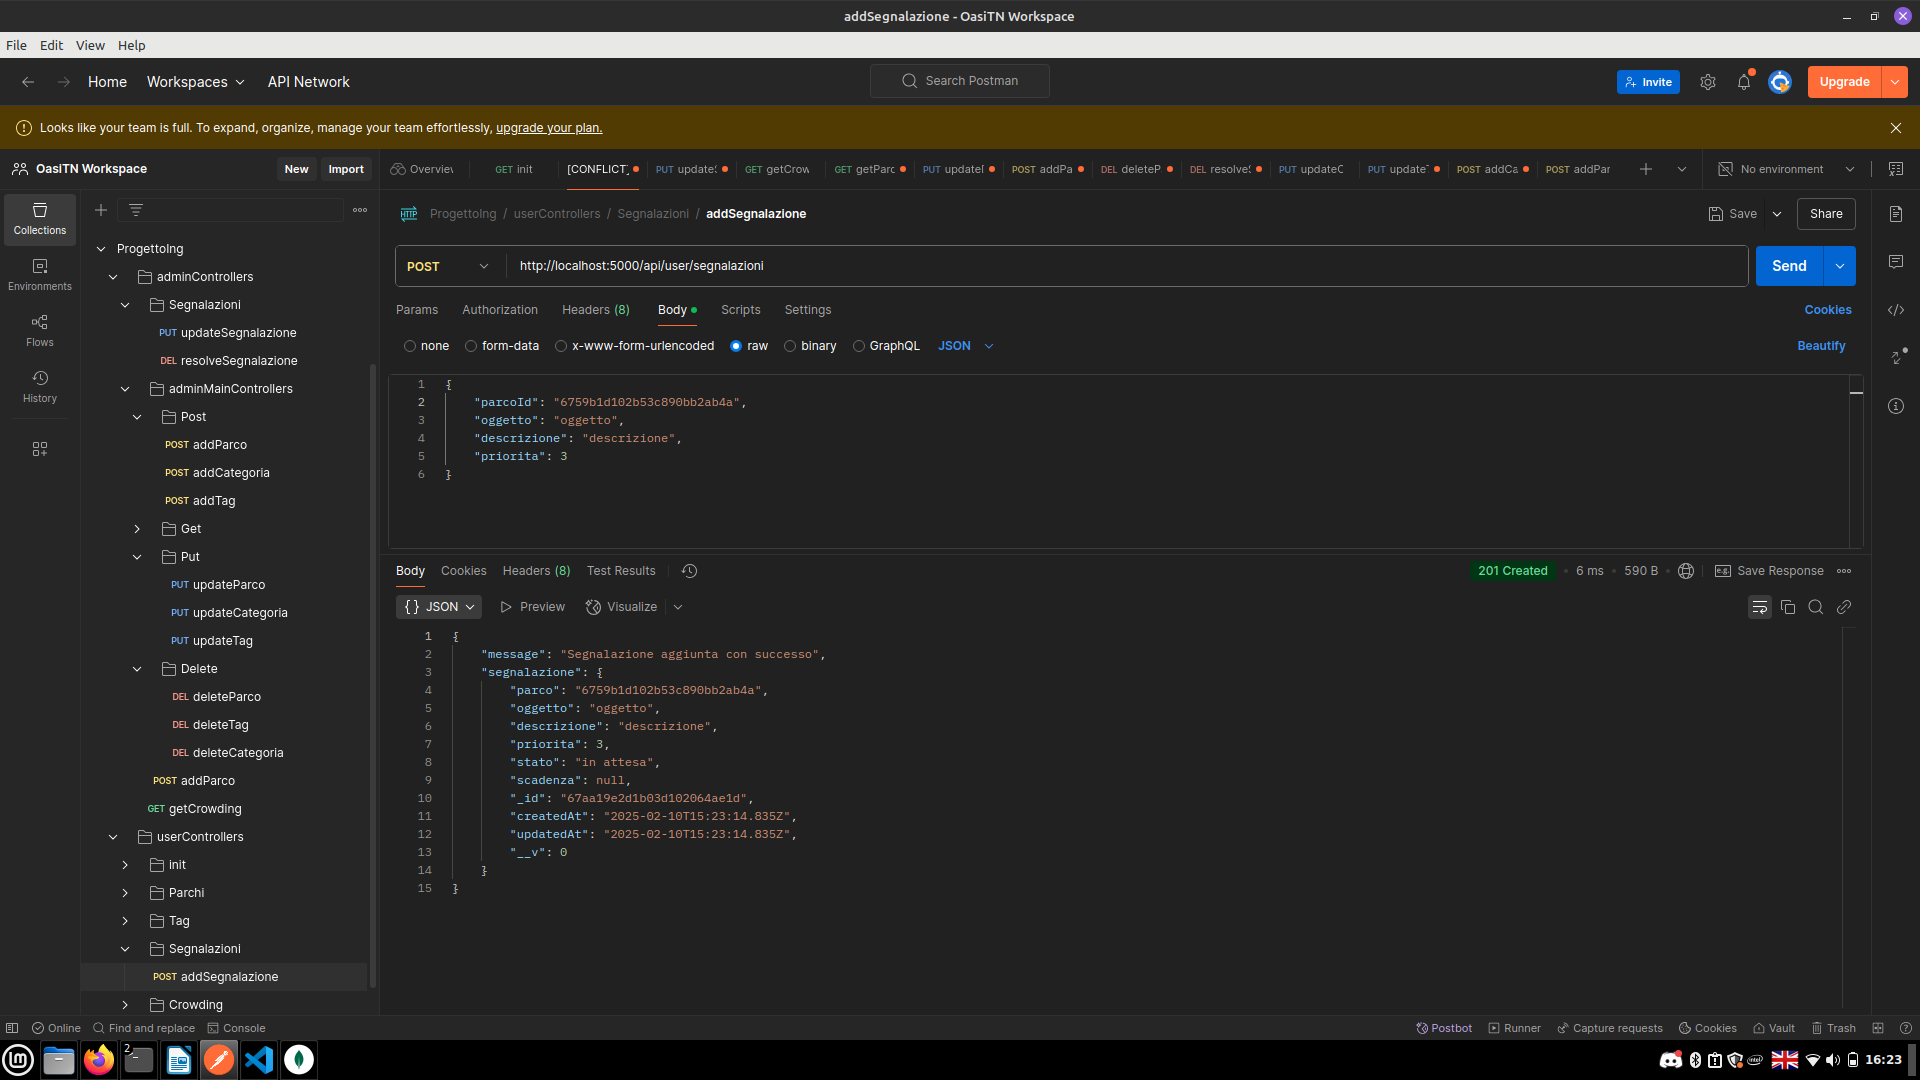 addSegnalazione - OasiTN Workspace
File Edit View Help
Home Workspaces API Network
Search Postman
Invite
Upgrade
Looks like your team is full. To expand, organize, manage your team effortlessly, upgrade your plan.
OasiTN Workspace
New Import
Overview
GET init
[CONFLICT]
PUT updateS
GET getCrow
GET getParc
PUT updateI
POST addPa
DEL deleteP
DEL resolveS
PUT updateC
PUT update
POST addCa
POST addPar
No environment
Collections
Environments
Flows
History
ProgettoIng
adminControllers
Segnalazioni
PUT updateSegnalazione
DEL resolveSegnalazione
adminMainControllers
Post
POST addParco
POST addCategoria
POST addTag
Get
Put
PUT updateParco
PUT updateCategoria
PUT updateTag
Delete
DEL deleteParco
DEL deleteTag
DEL deleteCategoria
POST addParco
GET getCrowding
userControllers
init
Parchi
Tag
Segnalazioni
POST addSegnalazione
Crowding
HTTP ProgettoIng / userControllers / Segnalazioni / addSegnalazione
Save Share
POST http://localhost:5000/api/user/segnalazioni
Send
Params Authorization Headers (8) Body Scripts Settings
Cookies
none form-data x-www-form-urlencoded raw binary GraphQL JSON
Beautify
1 {
2 "parcoId": "6759b1d102b53c890bb2ab4a",
3 "oggetto": "oggetto",
4 "descrizione": "descrizione",
5 "priorita": 3
6 }
Body Cookies Headers (8) Test Results
201 Created • 6 ms • 590 B
e.g. Save Response
{} JSON Preview Visualize
1 {
2 "message": "Segnalazione aggiunta con successo",
3 "segnalazione": {
4 "parco": "6759b1d102b53c890bb2ab4a",
5 "oggetto": "oggetto",
6 "descrizione": "descrizione",
7 "priorita": 3,
8 "stato": "in attesa",
9 "scadenza": null,
10 "_id": "67aa19e2d1b03d102064ae1d",
11 "createdAt": "2025-02-10T15:23:14.835Z",
12 "updatedAt": "2025-02-10T15:23:14.835Z",
13 "__v": 0
14 }
15 }
Online Find and replace Console
Postbot Runner Capture requests Cookies Vault Trash
2
intel
16:23